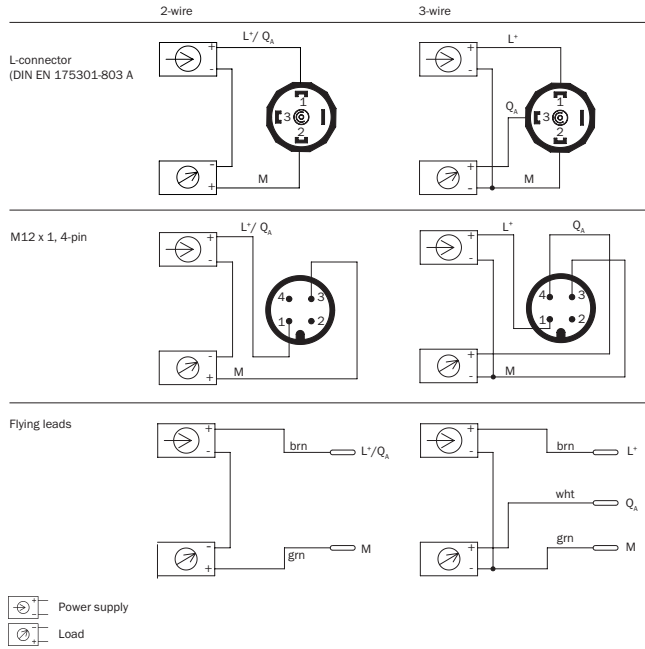 2-wire 3-wire
L-connector
(DIN EN 175301-803 A
L⁺/ Q_A L⁺
+ +
- -
1 1
3 3
2 2
Q_A
- +
+ -
M M
M12 x 1, 4-pin
L⁺/ Q_A L⁺ Q_A
+ +
- -
4 3 4 3
1 2 1 2
- +
+ -
M M
Flying leads
+ +
- -
brn L⁺/Q_A brn L⁺
wht Q_A
- +
+ -
grn M grn M
+
-
Power supply
-
+
Load